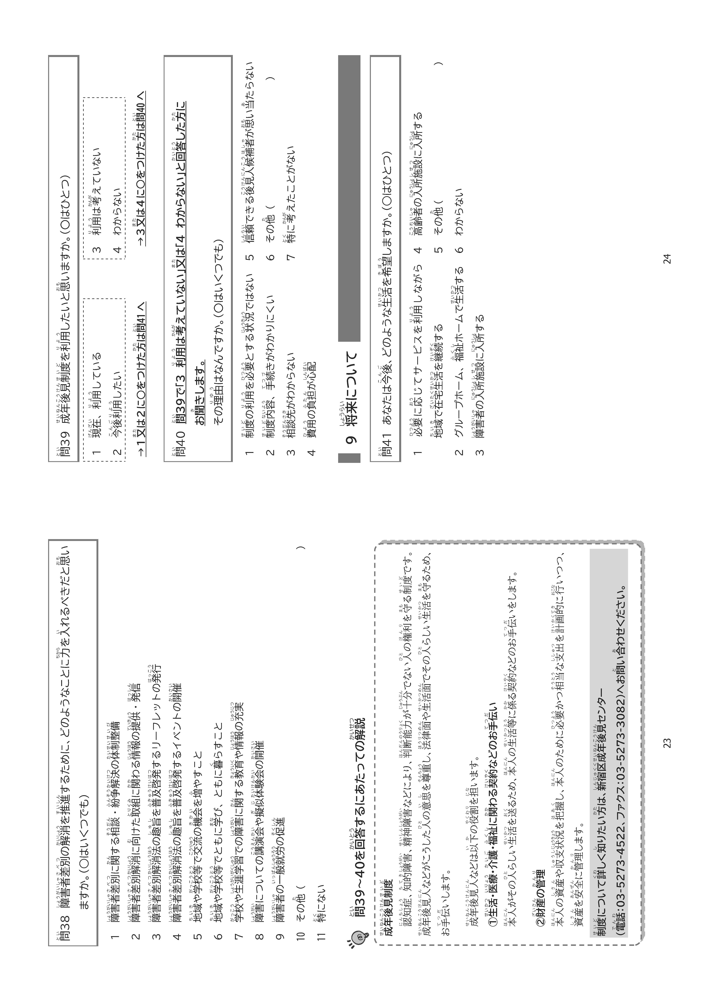 問38　障害者差別の解消を推進するために、どのようなことに力を入れるべきだと思い
ますか。（〇はいくつでも）
1　障害者差別に関する相談・紛争解決の体制整備
2　障害者差別解消に向けた取組に関わる情報の提供・発信
3　障害者差別解消法の趣旨を普及啓発するリーフレットの発行
4　障害者差別解消法の趣旨を普及啓発するイベントの開催
5　地域や学校等で交流の機会を増やすこと
6　地域や学校等でともに学び、ともに暮らすこと
7　学校や生涯学習での障害に関する教育や情報の充実
8　障害についての講演会や擬似体験会の開催
9　障害者の一般就労の促進
10　その他（　　　　　　　　　　　　　　　　　　　　）
11　特にない
問39～40を回答するにあたっての解説
成年後見制度
認知症、知的障害、精神障害などにより、判断能力が十分でない人の権利を守る制度です。
成年後見人などがこうした人の意思を尊重し、法律面や生活面でその人らしい生活を守るため、
お手伝いします。
成年後見人などは以下の役割を担います。
①生活・医療・介護・福祉に関わる契約などのお手伝い
本人がその人らしい生活を送るため、本人の生活等に係る契約などのお手伝いをします。
②財産の管理
本人の資産や収支状況を把握し、本人のために必要かつ相当な支出を計画的に行いつつ、
資産を安全に管理します。
制度について詳しく知りたい方は、新宿区成年後見センター
（電話：03-5273-4522、ファクス：03-5273-3082）へお問い合わせください。
23
問39　成年後見制度を利用したいと思いますか。（〇はひとつ）
1　現在、利用している
2　今後利用したい
→1又は2に〇をつけた方は問41へ
3　利用は考えていない
4　わからない
→3又は4に〇をつけた方は問40へ
問40　問39で「3　利用は考えていない」又は「4　わからない」と回答した方に
お聞きします。
その理由はなんですか。（〇はいくつでも）
1　制度の利用を必要とする状況ではない
2　制度内容、手続きがわかりにくい
3　相談先がわからない
4　費用の負担が心配
5　信頼できる後見人候補者が思い当たらない
6　その他（　　　　　　　　　　　　）
7　特に考えたことがない
9　将来について
問41　あなたは今後、どのような生活を希望しますか。（〇はひとつ）
1　必要に応じてサービスを利用しながら
地域で在宅生活を継続する
2　グループホーム、福祉ホームで生活する
3　障害者の入所施設に入所する
4　高齢者の入所施設に入所する
5　その他（　　　　　　　　　　　　　）
6　わからない
24